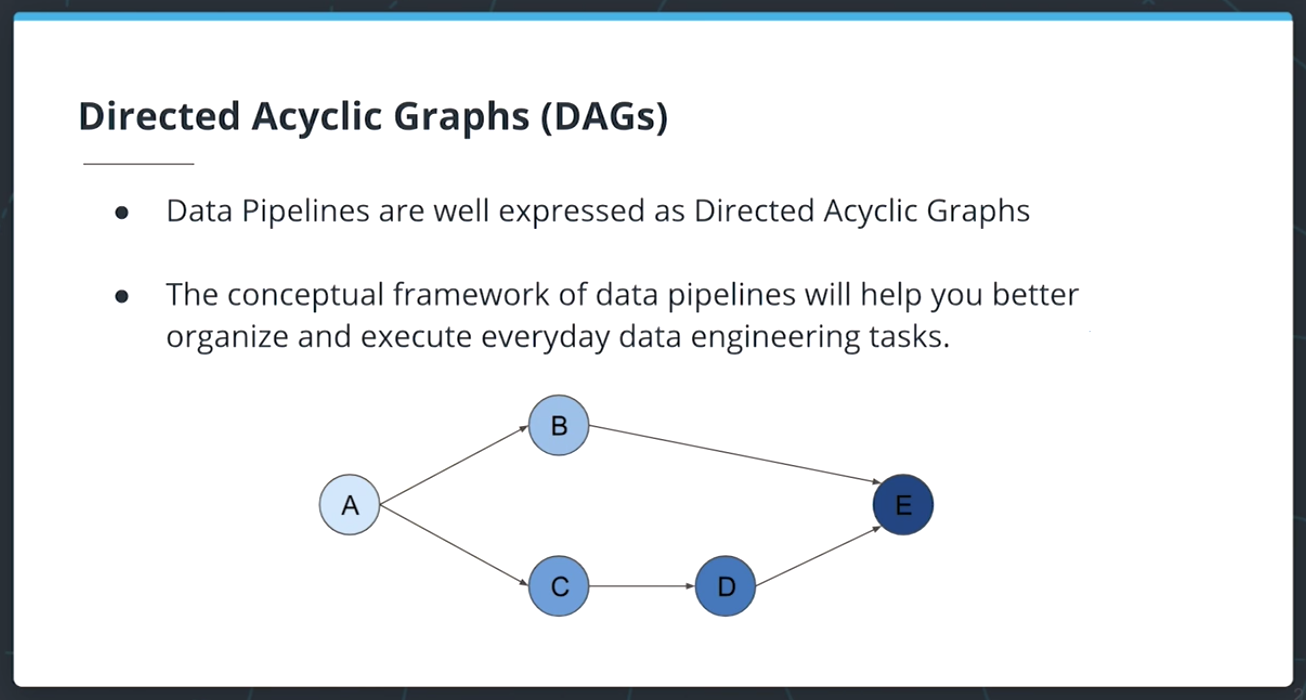 Directed Acyclic Graphs (DAGs)
● Data Pipelines are well expressed as Directed Acyclic Graphs
● The conceptual framework of data pipelines will help you better
organize and execute everyday data engineering tasks.
B
A
E
C
D